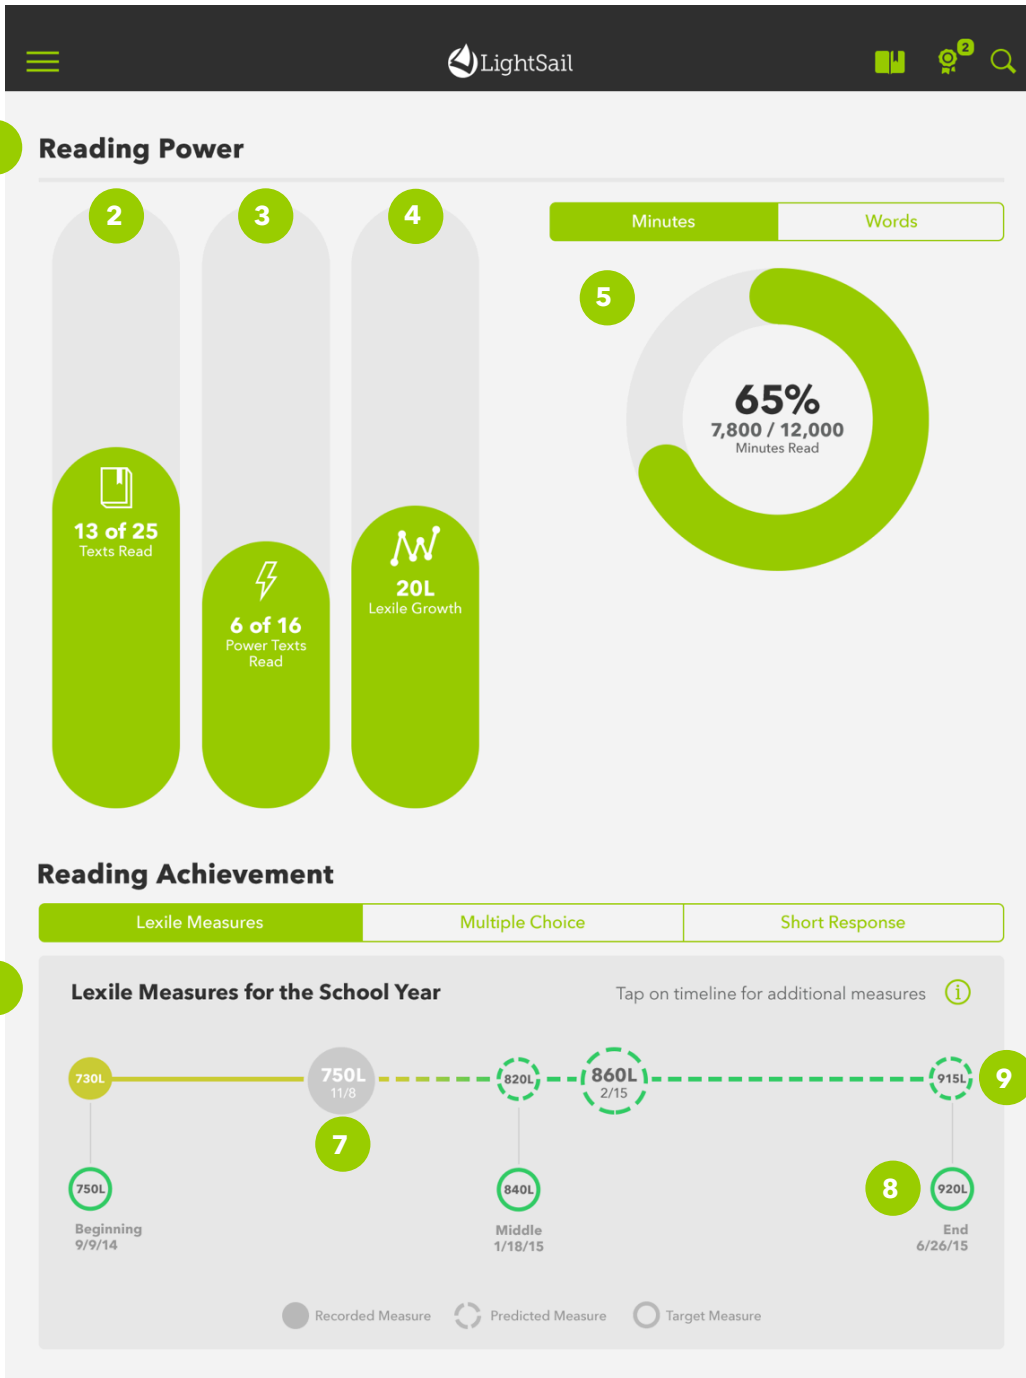 LightSail
2
Reading Power
2
3
4
Minutes
Words
5
65%
7,800 / 12,000
Minutes Read
13 of 25
Texts Read
6 of 16
Power Texts
Read
20L
Lexile Growth
Reading Achievement
Lexile Measures
Multiple Choice
Short Response
Lexile Measures for the School Year
Tap on timeline for additional measures
i
730L
750L
11/8
820L
860L
2/15
915L
9
7
750L
840L
8
920L
Beginning
9/9/14
Middle
1/18/15
End
6/26/15
Recorded Measure
Predicted Measure
Target Measure